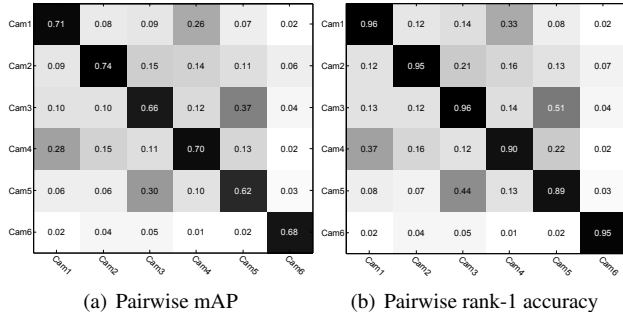 Cam1 0.71 0.08 0.09 0.26 0.07 0.02
Cam2 0.09 0.74 0.15 0.14 0.11 0.06
Cam3 0.10 0.10 0.66 0.12 0.37 0.04
Cam4 0.28 0.15 0.11 0.70 0.13 0.02
Cam5 0.06 0.06 0.30 0.10 0.62 0.03
Cam6 0.02 0.04 0.05 0.01 0.02 0.68
Cam1 Cam2 Cam3 Cam4 Cam5 Cam6
(a) Pairwise mAP
Cam1 0.96 0.12 0.14 0.33 0.08 0.02
Cam2 0.12 0.95 0.21 0.16 0.13 0.07
Cam3 0.13 0.12 0.96 0.14 0.51 0.04
Cam4 0.37 0.16 0.12 0.90 0.22 0.02
Cam5 0.08 0.07 0.44 0.13 0.89 0.03
Cam6 0.02 0.04 0.05 0.01 0.02 0.95
Cam1 Cam2 Cam3 Cam4 Cam5 Cam6
(b) Pairwise rank-1 accuracy